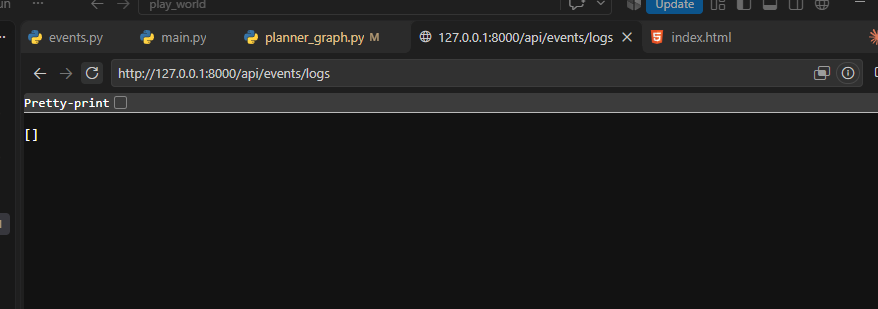 play_world
Update
events.py
main.py
planner_graph.py M
127.0.0.1:8000/api/events/logs
index.html
http://127.0.0.1:8000/api/events/logs
Pretty-print
[]